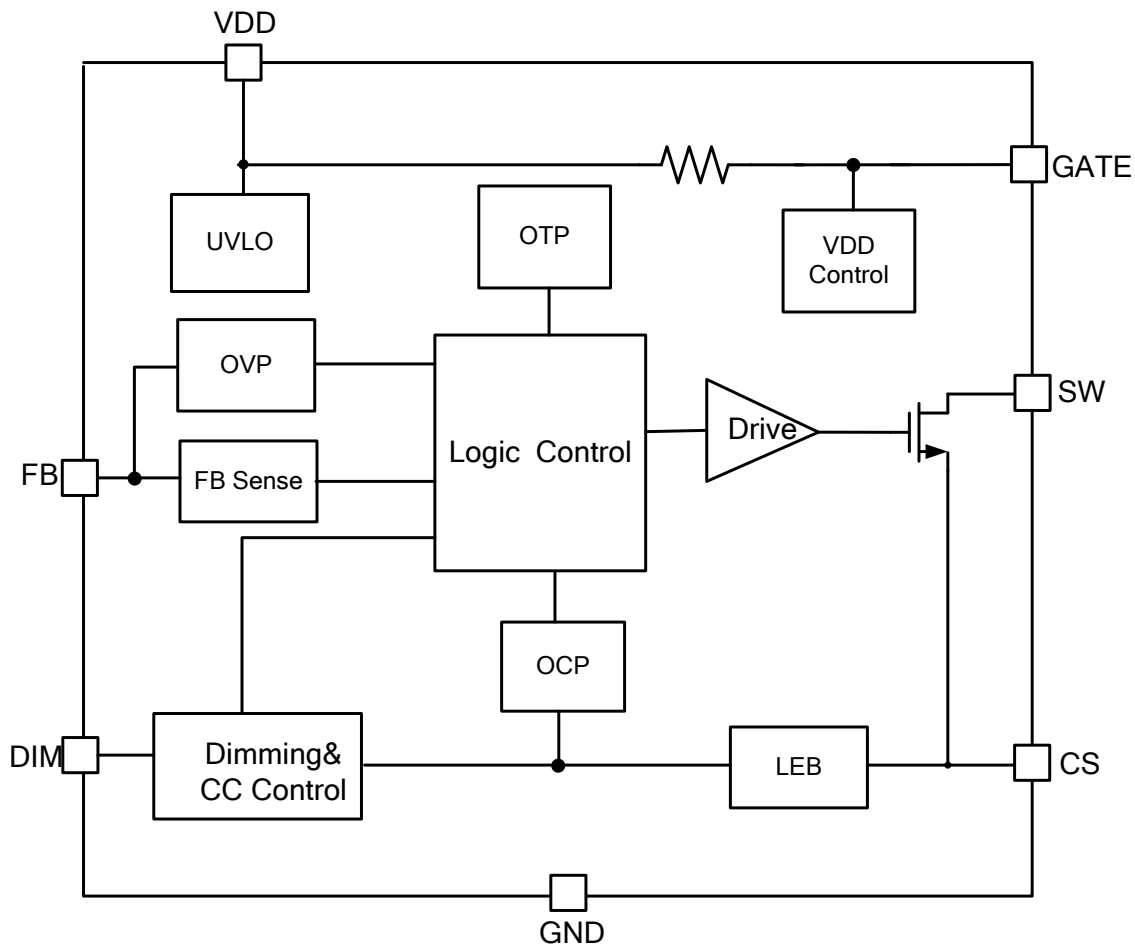 VDD
GATE
UVLO
OTP
VDD
Control
OVP
SW
Drive
Logic Control
FB
FB Sense
OCP
DIM
Dimming&
CC Control
LEB
CS
GND